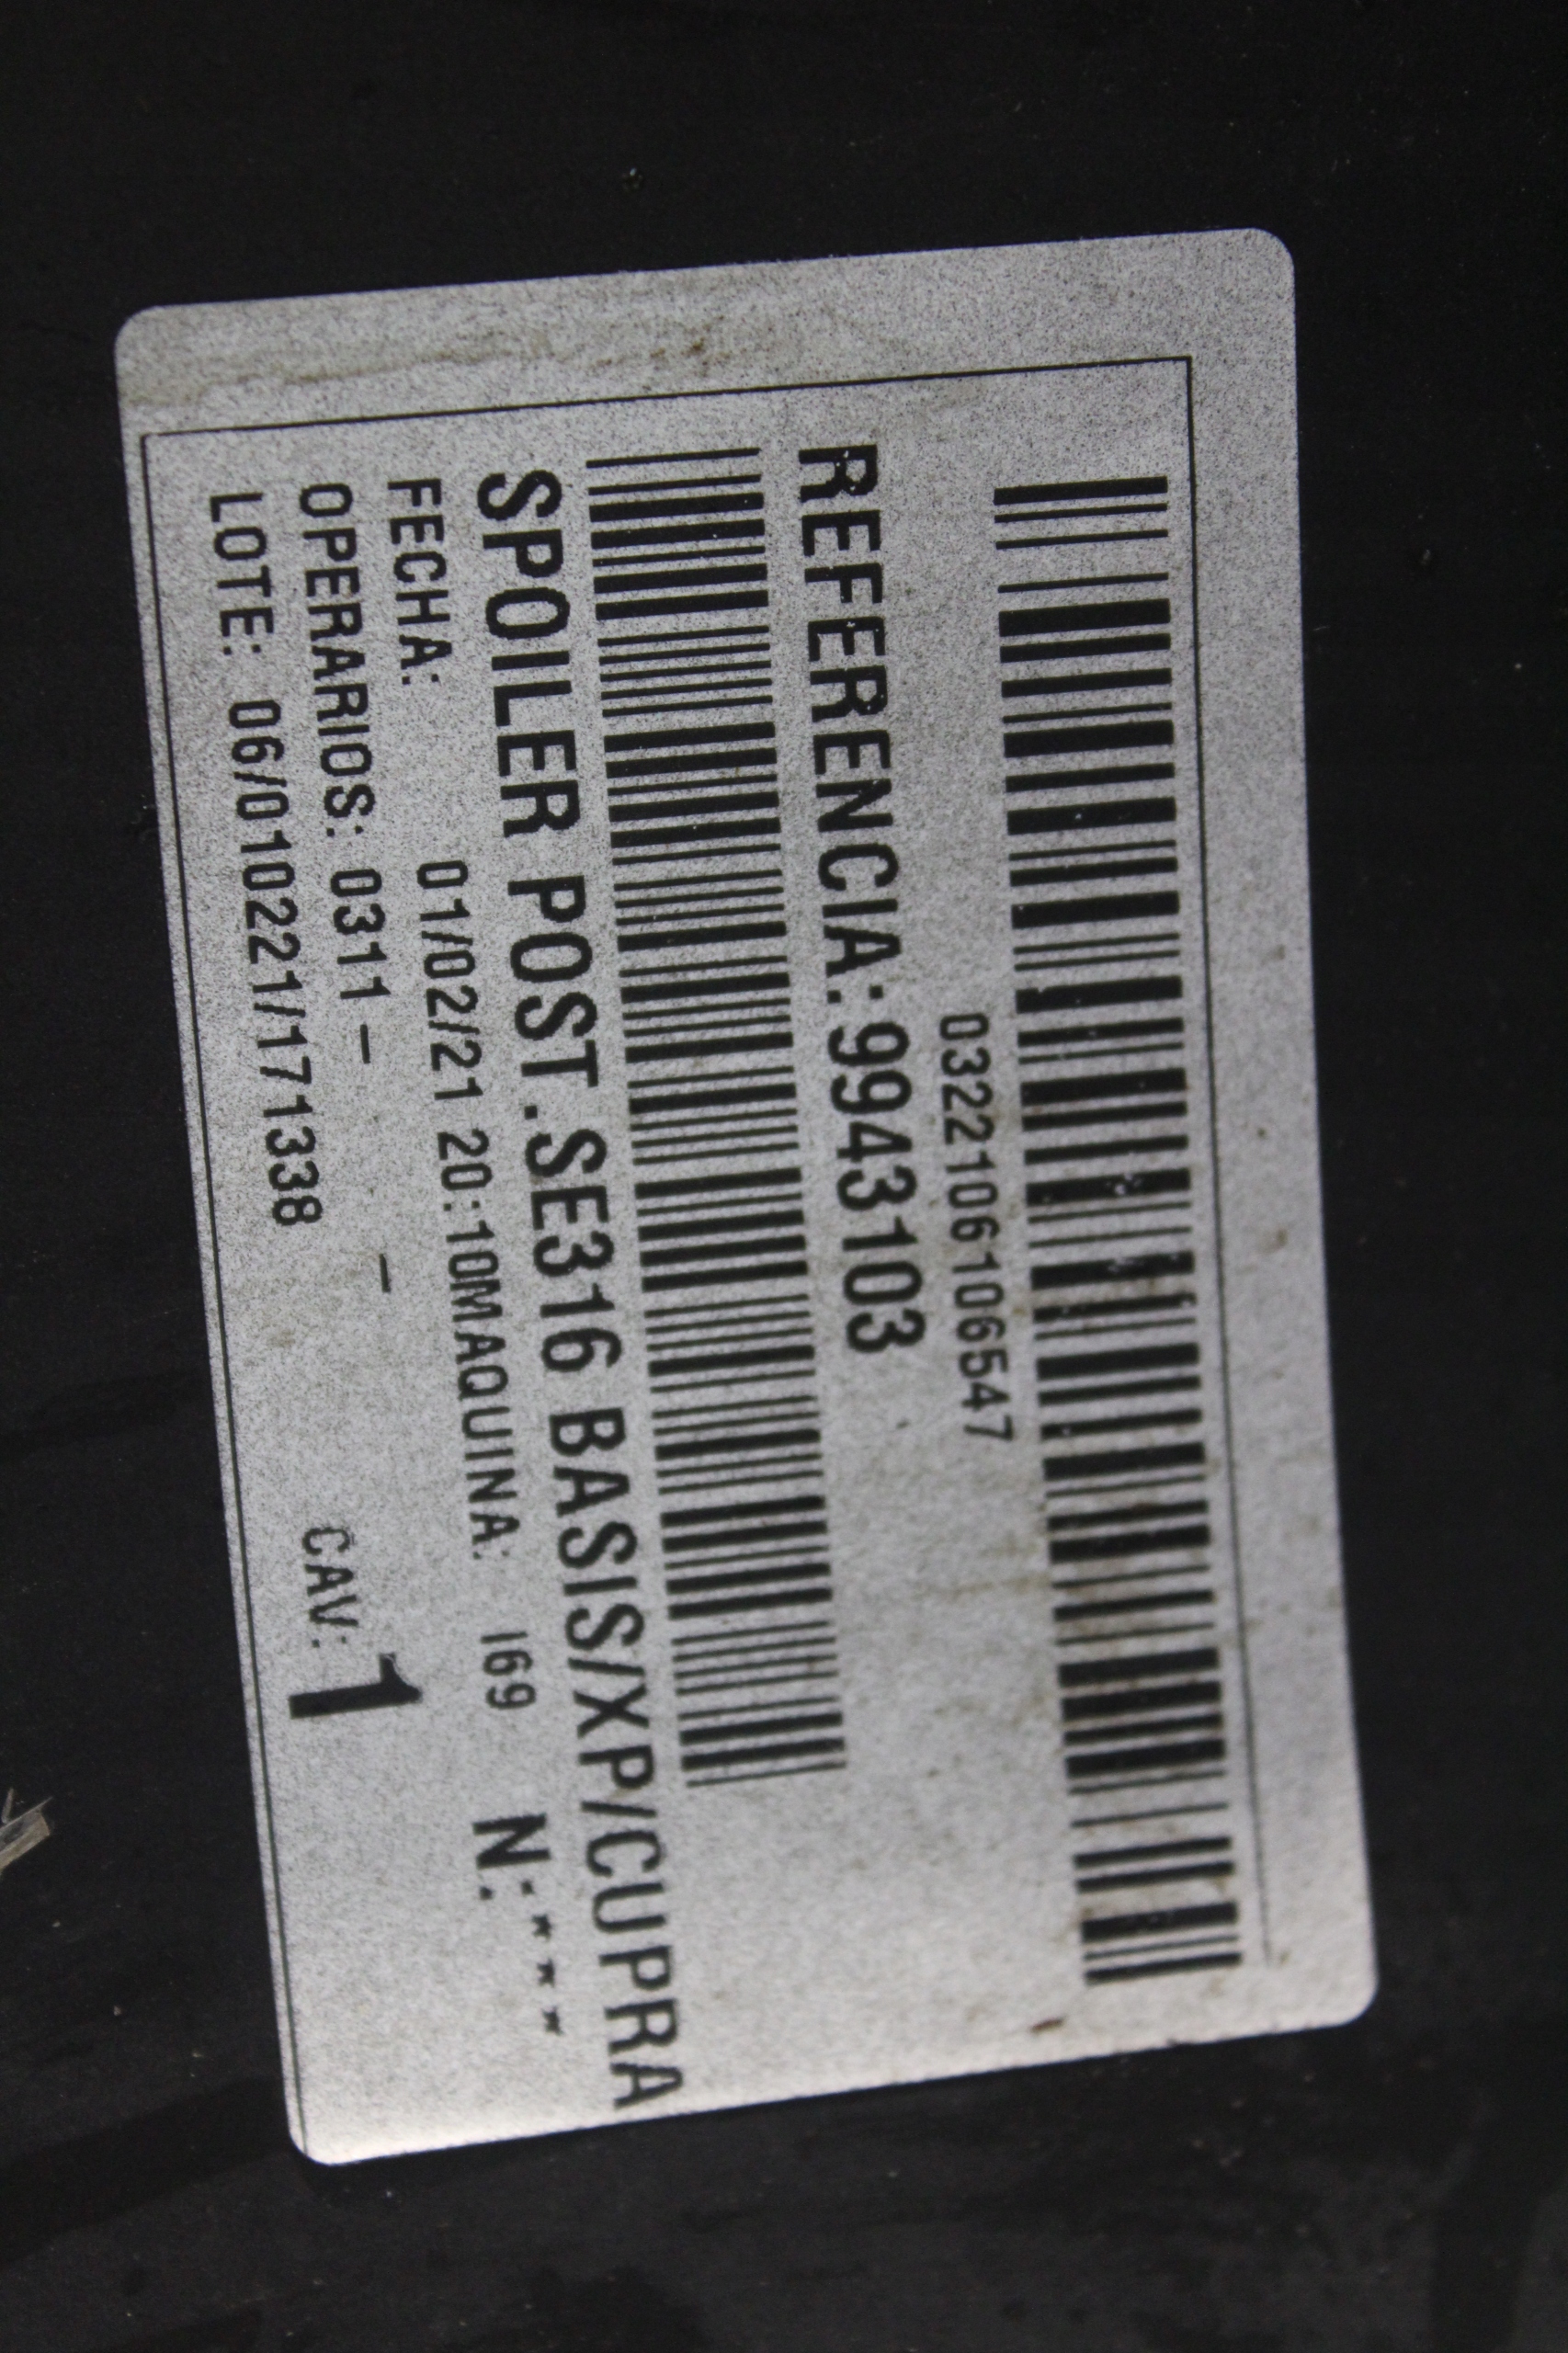 0322106106547
REFERENCIA:9943103
SPOILER POST.SE316 BASIS/XP/CUPRA
FECHA: 01/02/21 20:10MAQUINA: I69 N:***
OPERARIOS: 0311 - -
LOTE: 06/010221/171338 CAV: 1